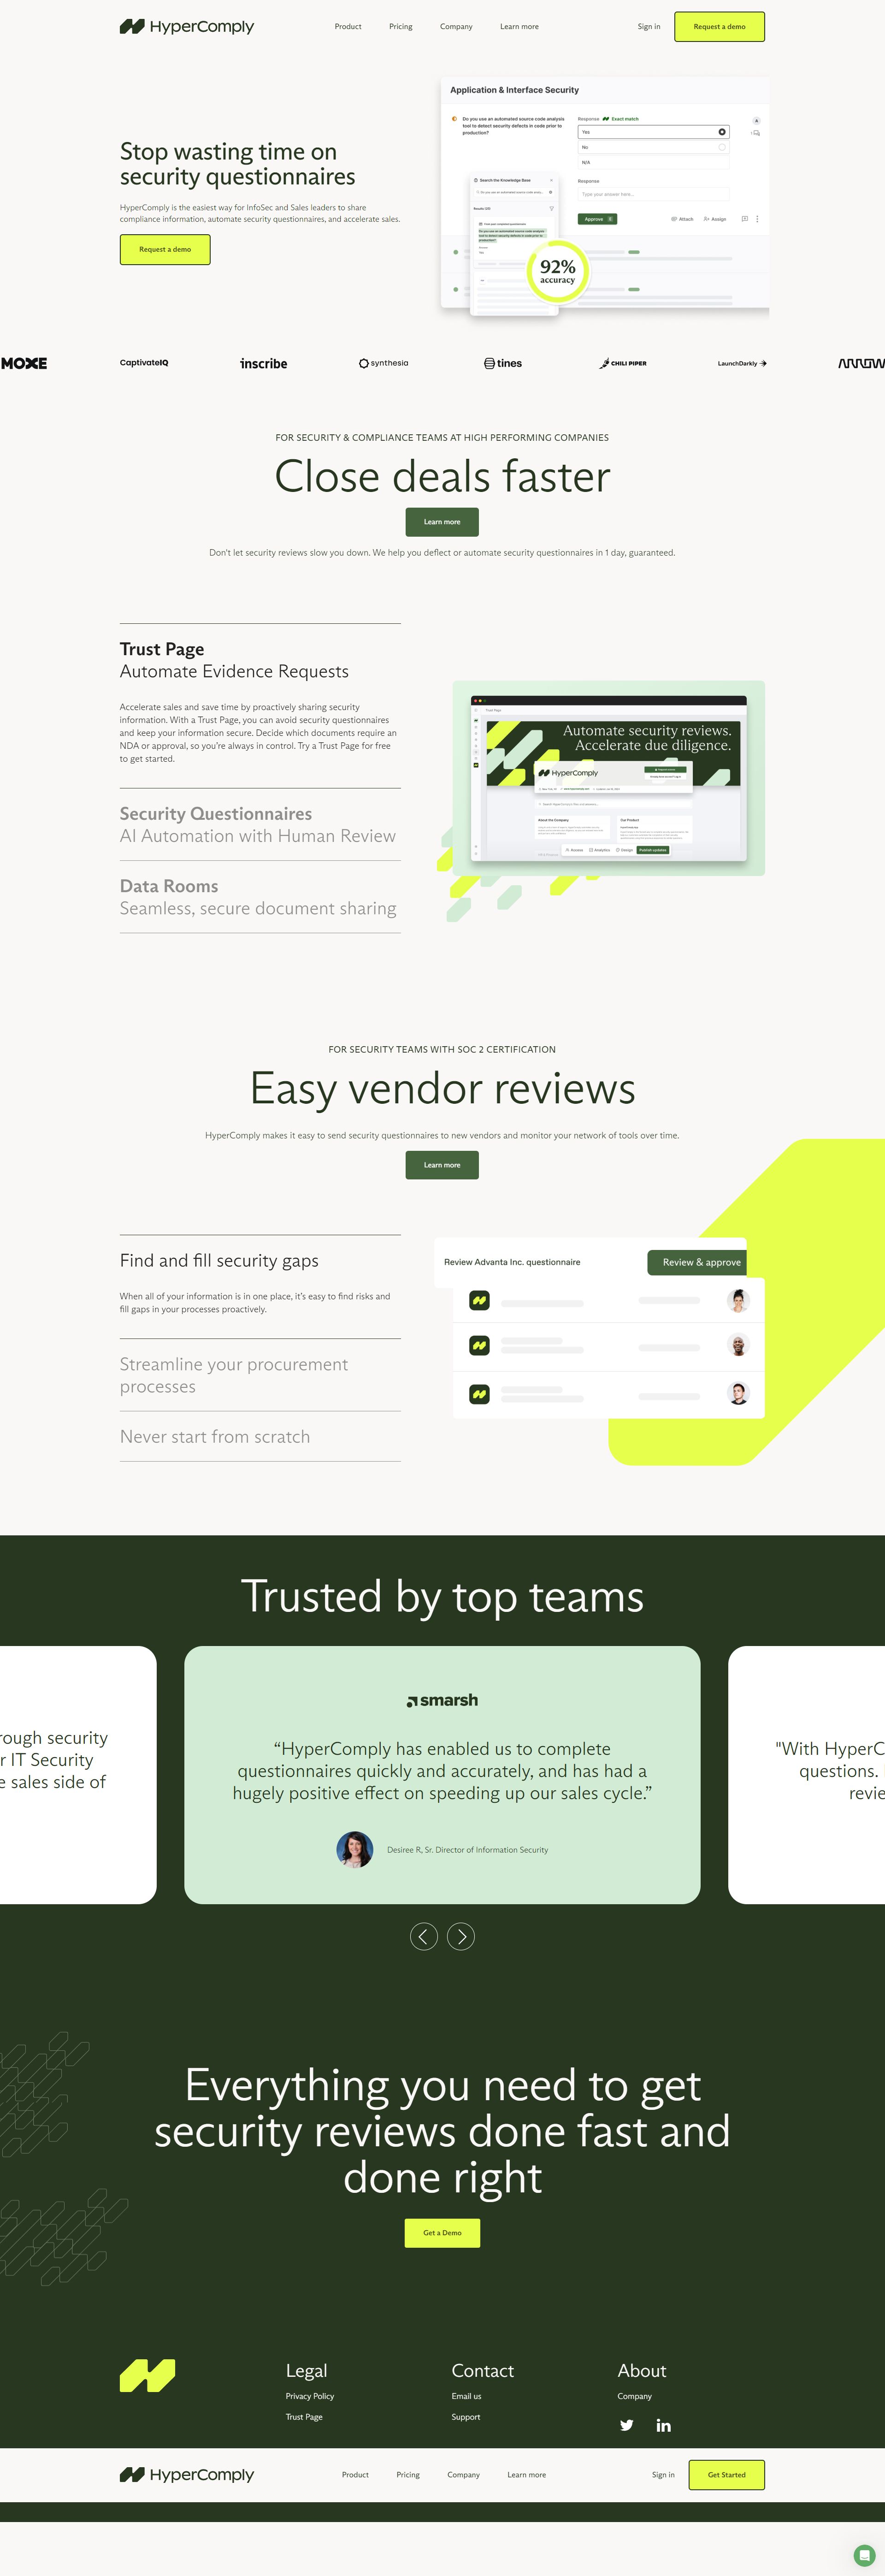 HyperComply
Product
Pricing
Company
Learn more
Sign in
Request a demo
Stop wasting time on
security questionnaires
HyperComply is the easiest way for InfoSec and Sales leaders to share
compliance information, automate security questionnaires, and accelerate sales.
Request a demo
Application & Interface Security
Do you use an automated source code analysis
tool to detect security defects in code prior to
production?
Response
Exact match
Yes
No
N/A
Response
Type your answer here...
Approve
Attach
Assign
Search the Knowledge Base
92%
accuracy
MOXE
CaptivateIQ
inscribe
synthesia
tines
CHILI PIPER
LaunchDarkly
FOR SECURITY & COMPLIANCE TEAMS AT HIGH PERFORMING COMPANIES
Close deals faster
Learn more
Don't let security reviews slow you down. We help you deflect or automate security questionnaires in 1 day, guaranteed.
Trust Page
Automate Evidence Requests
Accelerate sales and save time by proactively sharing security
information. With a Trust Page, you can avoid security questionnaires
and keep your information secure. Decide which documents require an
NDA or approval, so you're always in control. Try a Trust Page for free
to get started.
Security Questionnaires
AI Automation with Human Review
Data Rooms
Seamless, secure document sharing
Trust Page
Automate security reviews.
Accelerate due diligence.
HyperComply
About the Company
Our Product
Access
Analytics
Design
Publish updates
FOR SECURITY TEAMS WITH SOC 2 CERTIFICATION
Easy vendor reviews
HyperComply makes it easy to send security questionnaires to new vendors and monitor your network of tools over time.
Learn more
Find and fill security gaps
When all of your information is in one place, it's easy to find risks and
fill gaps in your processes proactively.
Streamline your procurement
processes
Never start from scratch
Review Advanta Inc. questionnaire
Review & approve
Trusted by top teams
rough security
r IT Security
e sales side of
smarsh
“HyperComply has enabled us to complete
questionnaires quickly and accurately, and has had a
hugely positive effect on speeding up our sales cycle.”
Desiree R, Sr. Director of Information Security
"With HyperC
questions.
revie
Everything you need to get
security reviews done fast and
done right
Get a Demo
Legal
Privacy Policy
Trust Page
Contact
Email us
Support
About
Company
HyperComply
Product
Pricing
Company
Learn more
Sign in
Get Started